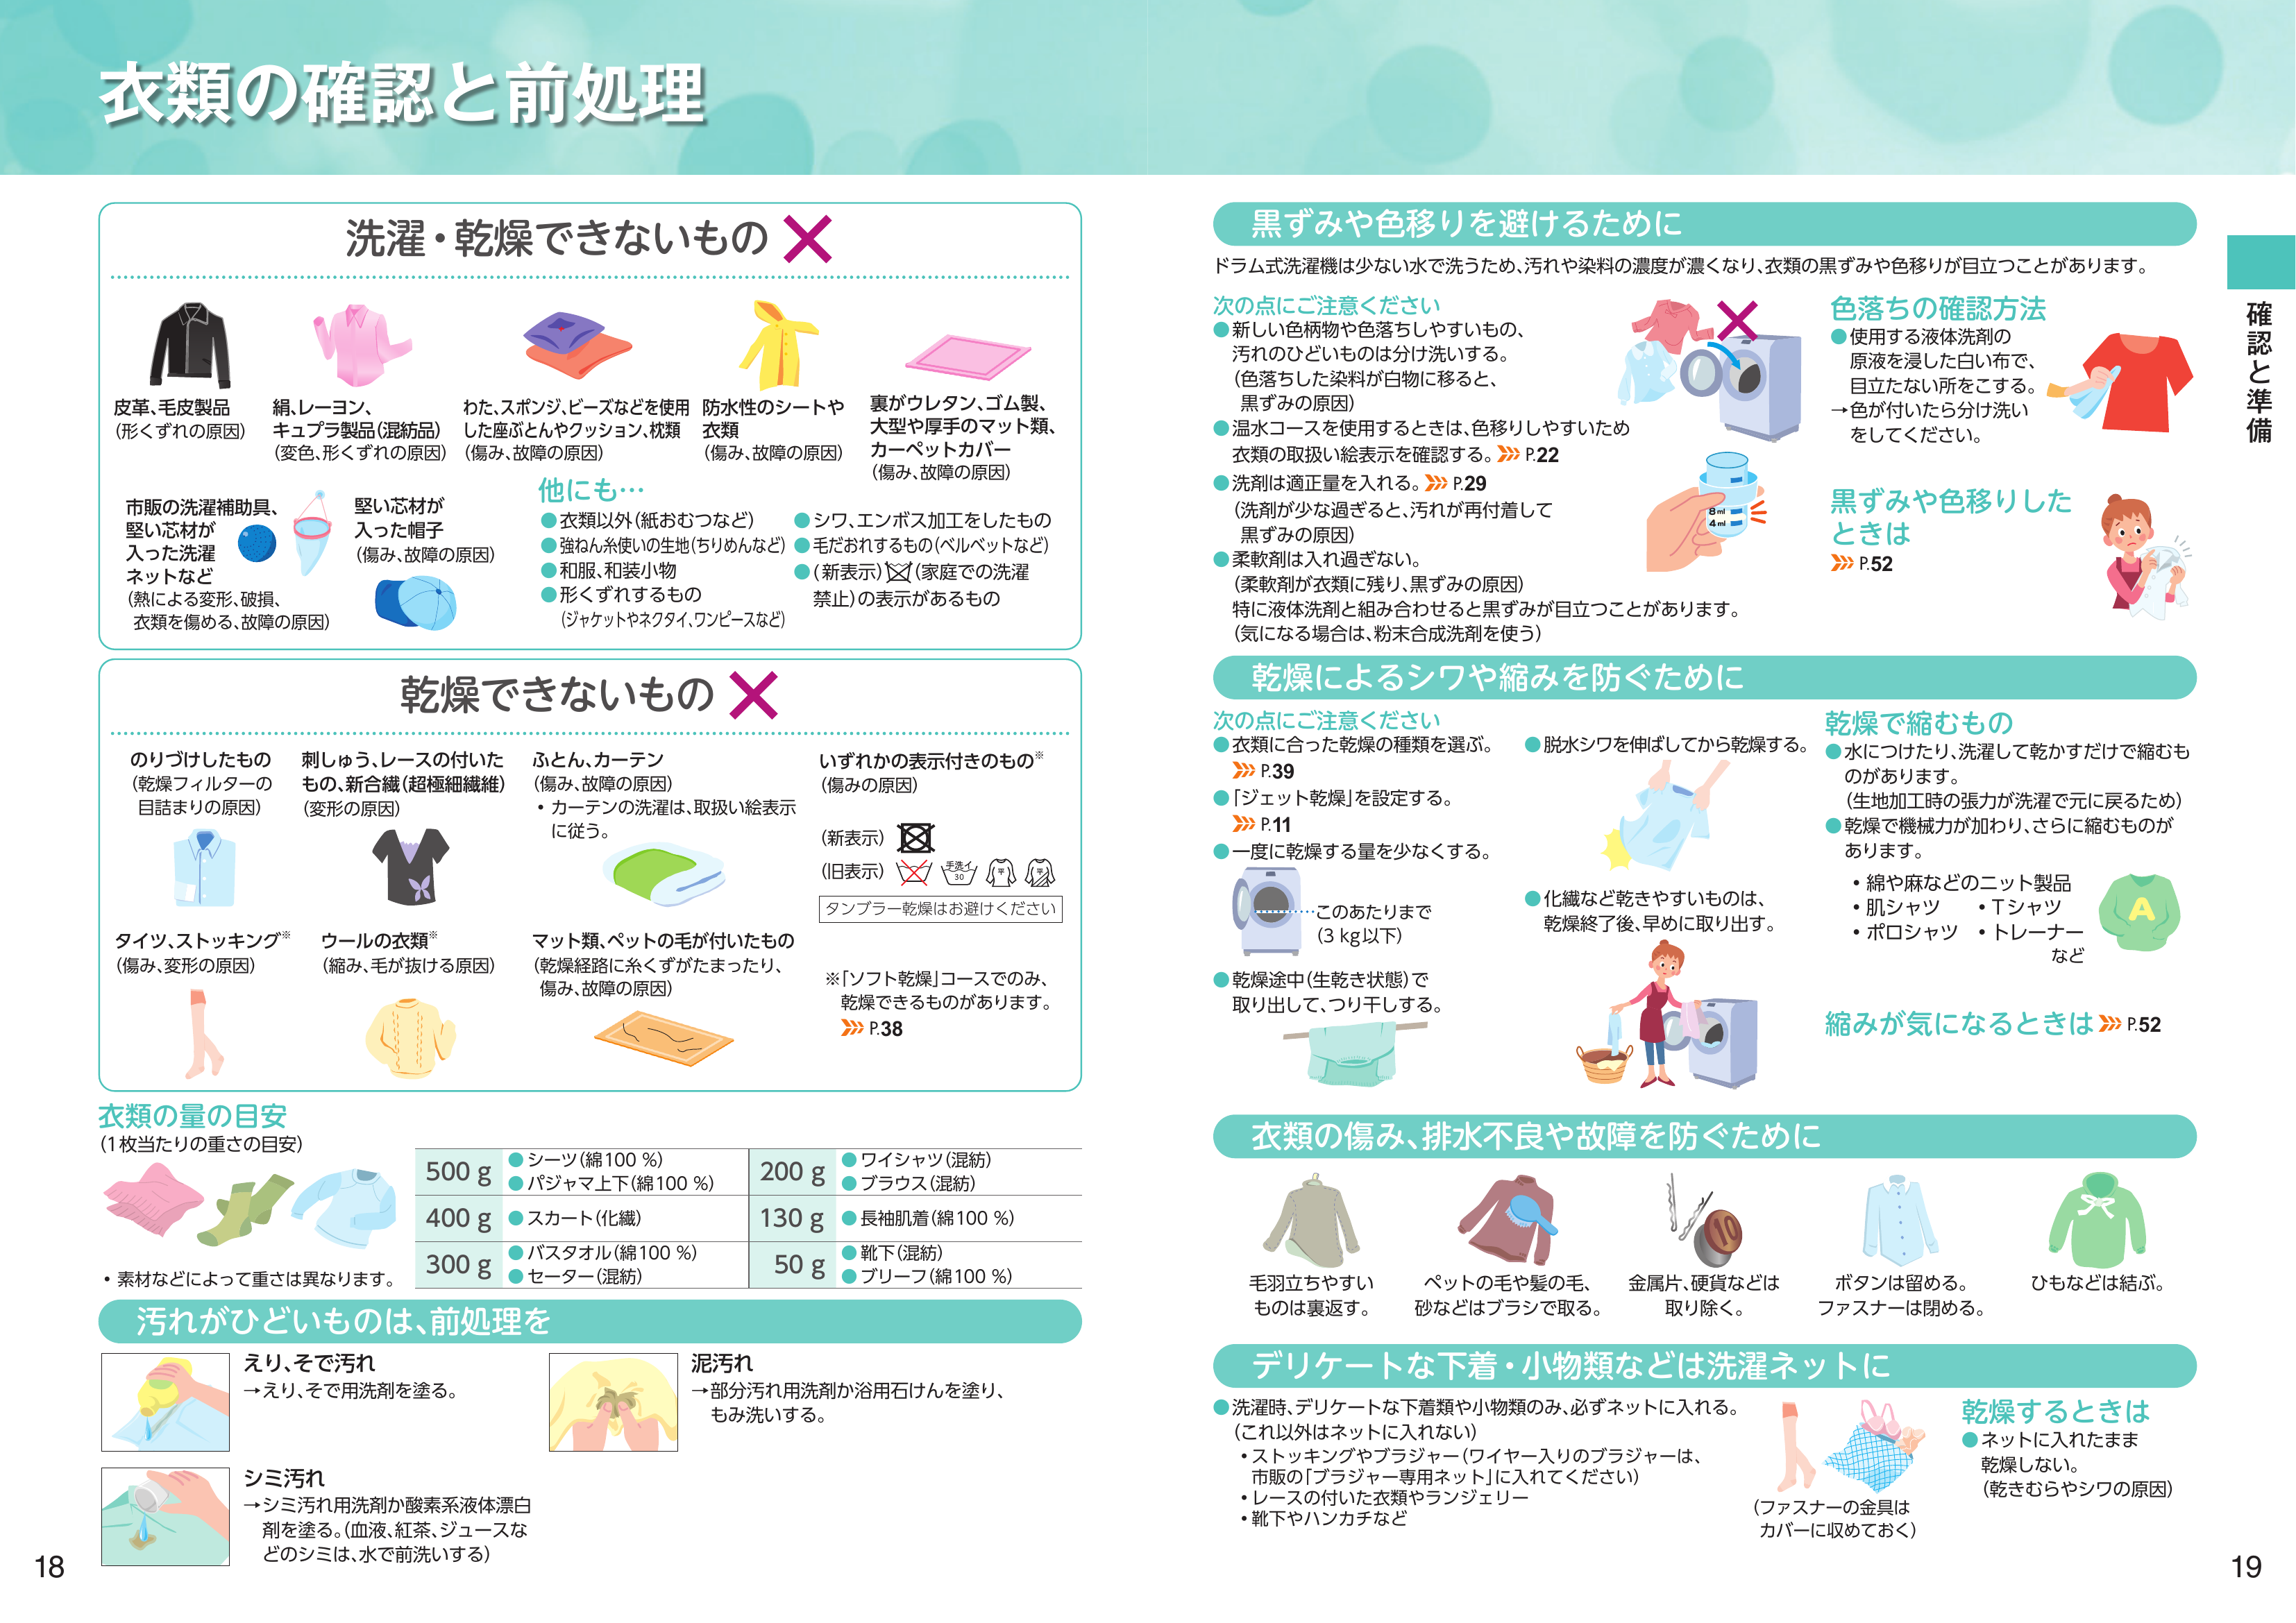 衣類の確認と前処理
洗濯・乾燥できないもの
皮革、毛皮製品
(形くずれの原因)
絹、レーヨン、
キュプラ製品(混紡品)
(変色、形くずれの原因)
わた、スポンジ、ビーズなどを使用
した座ぶとんやクッション、枕類
(傷み、故障の原因)
防水性のシートや
衣類
(傷み、故障の原因)
裏がウレタン、ゴム製、
大型や厚手のマット類、
カーペットカバー
(傷み、故障の原因)
市販の洗濯補助具、
堅い芯材が
入った洗濯
ネットなど
(熱による変形、破損、
衣類を傷める、故障の原因)
堅い芯材が
入った帽子
(傷み、故障の原因)
他にも…
●衣類以外(紙おむつなど)
●強ねん糸使いの生地(ちりめんなど)
●和服、和装小物
●形くずれするもの
(ジャケットやネクタイ、ワンピースなど)
●シワ、エンボス加工をしたもの
●毛だおれするもの(ベルベットなど)
●(新表示)(家庭での洗濯
禁止)の表示があるもの
乾燥できないもの
のりづけしたもの
(乾燥フィルターの
目詰まりの原因)
刺しゅう、レースの付いた
もの、新合繊(超極細繊維)
(変形の原因)
ふとん、カーテン
(傷み、故障の原因)
・カーテンの洗濯は、取扱い絵表示
に従う。
いずれかの表示付きのもの※
(傷みの原因)
(新表示)
(旧表示) 手洗イ 30 平 平
タンブラー乾燥はお避けください
タイツ、ストッキング※
(傷み、変形の原因)
ウールの衣類※
(縮み、毛が抜ける原因)
マット類、ペットの毛が付いたもの
(乾燥経路に糸くずがたまったり、
傷み、故障の原因)
※「ソフト乾燥」コースでのみ、
乾燥できるものがあります。
P.38
衣類の量の目安
(1枚当たりの重さの目安)
・素材などによって重さは異なります。
500 g ●シーツ(綿100 %)
●パジャマ上下(綿100 %)
200 g ●ワイシャツ(混紡)
●ブラウス(混紡)
400 g ●スカート(化繊)
130 g ●長袖肌着(綿100 %)
300 g ●バスタオル(綿100 %)
●セーター(混紡)
50 g ●靴下(混紡)
●ブリーフ(綿100 %)
汚れがひどいものは、前処理を
えり、そで汚れ
→えり、そで用洗剤を塗る。
泥汚れ
→部分汚れ用洗剤か浴用石けんを塗り、
もみ洗いする。
シミ汚れ
→シミ汚れ用洗剤か酸素系液体漂白
剤を塗る。(血液、紅茶、ジュースな
どのシミは、水で前洗いする)
18
黒ずみや色移りを避けるために
ドラム式洗濯機は少ない水で洗うため、汚れや染料の濃度が濃くなり、衣類の黒ずみや色移りが目立つことがあります。
次の点にご注意ください
●新しい色柄物や色落ちしやすいもの、
汚れのひどいものは分け洗いする。
(色落ちした染料が白物に移ると、
黒ずみの原因)
●温水コースを使用するときは、色移りしやすいため
衣類の取扱い絵表示を確認する。 P.22
●洗剤は適正量を入れる。 P.29
(洗剤が少な過ぎると、汚れが再付着して
黒ずみの原因)
●柔軟剤は入れ過ぎない。
(柔軟剤が衣類に残り、黒ずみの原因)
特に液体洗剤と組み合わせると黒ずみが目立つことがあります。
(気になる場合は、粉末合成洗剤を使う)
8ml
4ml
色落ちの確認方法
●使用する液体洗剤の
原液を浸した白い布で、
目立たない所をこする。
→色が付いたら分け洗い
をしてください。
黒ずみや色移りした
ときは
P.52
確認と準備
乾燥によるシワや縮みを防ぐために
次の点にご注意ください
●衣類に合った乾燥の種類を選ぶ。
P.39
●「ジェット乾燥」を設定する。
P.11
●一度に乾燥する量を少なくする。
このあたりまで
(3 kg以下)
●乾燥途中(生乾き状態)で
取り出して、つり干しする。
●脱水シワを伸ばしてから乾燥する。
●化繊など乾きやすいものは、
乾燥終了後、早めに取り出す。
乾燥で縮むもの
●水につけたり、洗濯して乾かすだけで縮むも
のがあります。
(生地加工時の張力が洗濯で元に戻るため)
●乾燥で機械力が加わり、さらに縮むものが
あります。
・綿や麻などのニット製品
・肌シャツ ・Tシャツ
・ポロシャツ ・トレーナー
など
A
縮みが気になるときは P.52
衣類の傷み、排水不良や故障を防ぐために
毛羽立ちやすい
ものは裏返す。
ペットの毛や髪の毛、
砂などはブラシで取る。
10
金属片、硬貨などは
取り除く。
ボタンは留める。
ファスナーは閉める。
ひもなどは結ぶ。
デリケートな下着・小物類などは洗濯ネットに
●洗濯時、デリケートな下着類や小物類のみ、必ずネットに入れる。
(これ以外はネットに入れない)
・ストッキングやブラジャー(ワイヤー入りのブラジャーは、
市販の「ブラジャー専用ネット」に入れてください)
・レースの付いた衣類やランジェリー
・靴下やハンカチなど
(ファスナーの金具は
カバーに収めておく)
乾燥するときは
●ネットに入れたまま
乾燥しない。
(乾きむらやシワの原因)
19